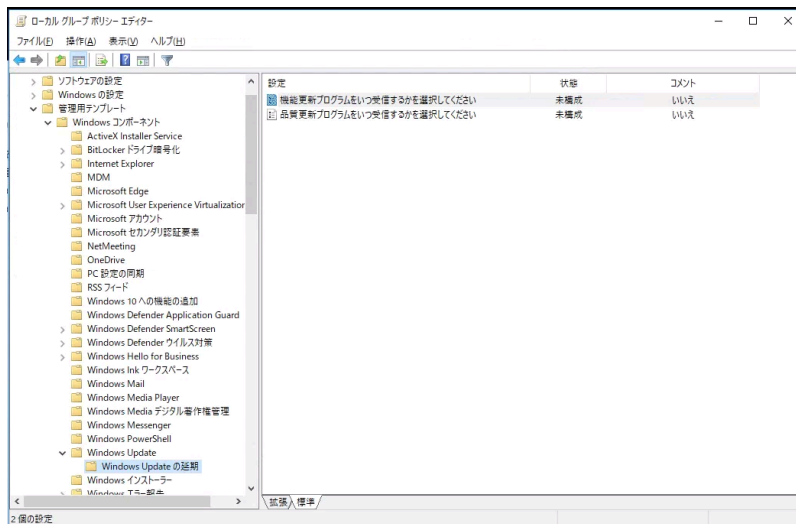 ローカル グループ ポリシー エディター
ファイル(F) 操作(A) 表示(V) ヘルプ(H)
ソフトウェアの設定
Windows の設定
管理用テンプレート
Windows コンポーネント
ActiveX Installer Service
BitLocker ドライブ暗号化
Internet Explorer
MDM
Microsoft Edge
Microsoft User Experience Virtualization
Microsoft アカウント
Microsoft セカンダリ認証要素
NetMeeting
OneDrive
PC 設定の同期
RSS フィード
Windows 10 への機能の追加
Windows Defender Application Guard
Windows Defender SmartScreen
Windows Defender ウイルス対策
Windows Hello for Business
Windows Ink ワークスペース
Windows Mail
Windows Media Player
Windows Media デジタル著作権管理
Windows Messenger
Windows PowerShell
Windows Update
Windows Update の延期
Windows インストーラー
Windows エラー報告
設定 状態 コメント
機能更新プログラムをいつ受信するかを選択してください 未構成 いいえ
品質更新プログラムをいつ受信するかを選択してください 未構成 いいえ
拡張 標準
2 個の設定